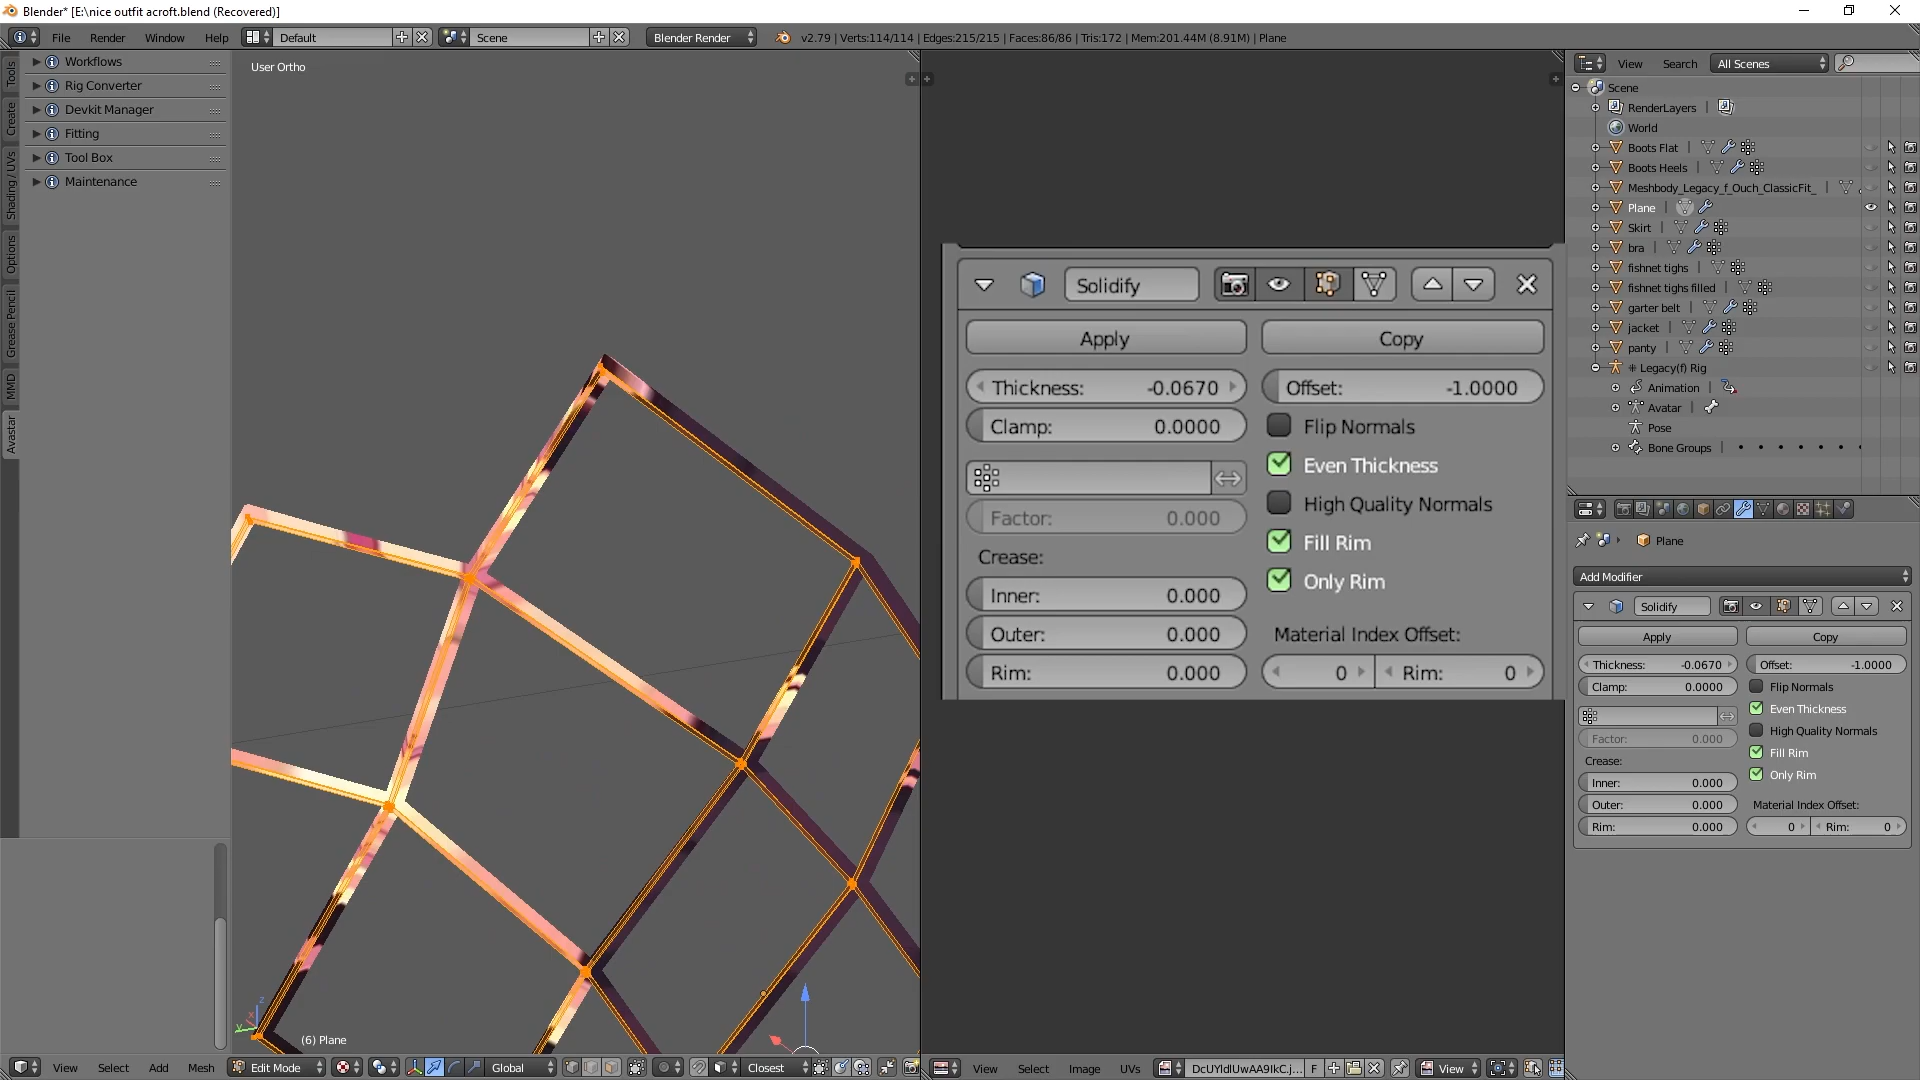 Blender* [E:\nice outfit acroft.blend (Recovered)]
File Render Window Help Default Scene Blender Render v2.79 | Verts:114/114 | Edges:215/215 | Faces:86/86 | Tris:172 | Mem:201.44M (8.91M) | Plane
Tools
Create
Shading / UVs
Options
Grease Pencil
MMD
Avastar
Workflows
Rig Converter
Devkit Manager
Fitting
Tool Box
Maintenance
User Ortho
(6) Plane
View Select Add Mesh Edit Mode Global Closest
Solidify
Apply Copy
Thickness: -0.0670 Offset: -1.0000
Clamp: 0.0000 Flip Normals
Even Thickness
Factor: 0.000 High Quality Normals
Crease: Fill Rim
Inner: 0.000 Only Rim
Outer: 0.000 Material Index Offset:
Rim: 0.000 0 Rim: 0
View Select Image UVs DcUYldlUwAA9IkC.j... F View
View Search All Scenes
Scene
RenderLayers
World
Boots Flat
Boots Heels
Meshbody_Legacy_f_Ouch_ClassicFit_
Plane
Skirt
bra
fishnet tighs
fishnet tighs filled
garter belt
jacket
panty
Legacy(f) Rig
Animation
Avatar
Pose
Bone Groups
Plane
Add Modifier
Solidify
Apply Copy
Thickness: -0.0670 Offset: -1.0000
Clamp: 0.0000 Flip Normals
Even Thickness
Factor: 0.000 High Quality Normals
Crease: Fill Rim
Inner: 0.000 Only Rim
Outer: 0.000 Material Index Offset:
Rim: 0.000 0 Rim: 0